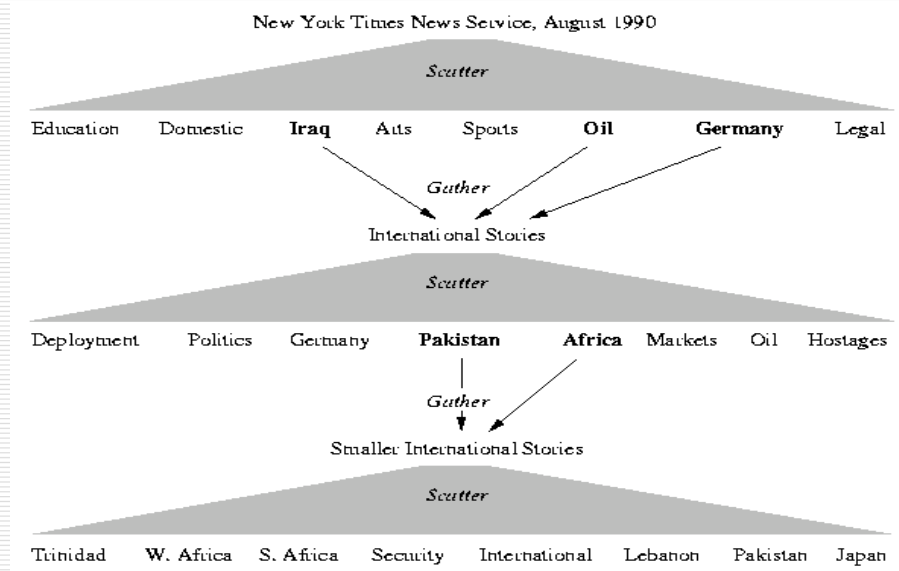 New York Times News Service, August 1990
Scatter
Education Domestic Iraq Arts Sports Oil Germany Legal
Gather
International Stories
Scatter
Deployment Politics Germany Pakistan Africa Markets Oil Hostages
Gather
Smaller International Stories
Scatter
Trinidad W. Africa S. Africa Security International Lebanon Pakistan Japan